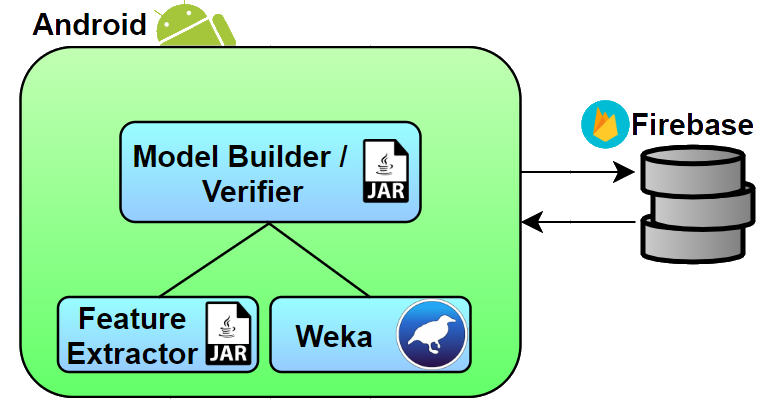 Android
Firebase
Model Builder /
Verifier
JAR
Feature
Extractor
JAR
Weka